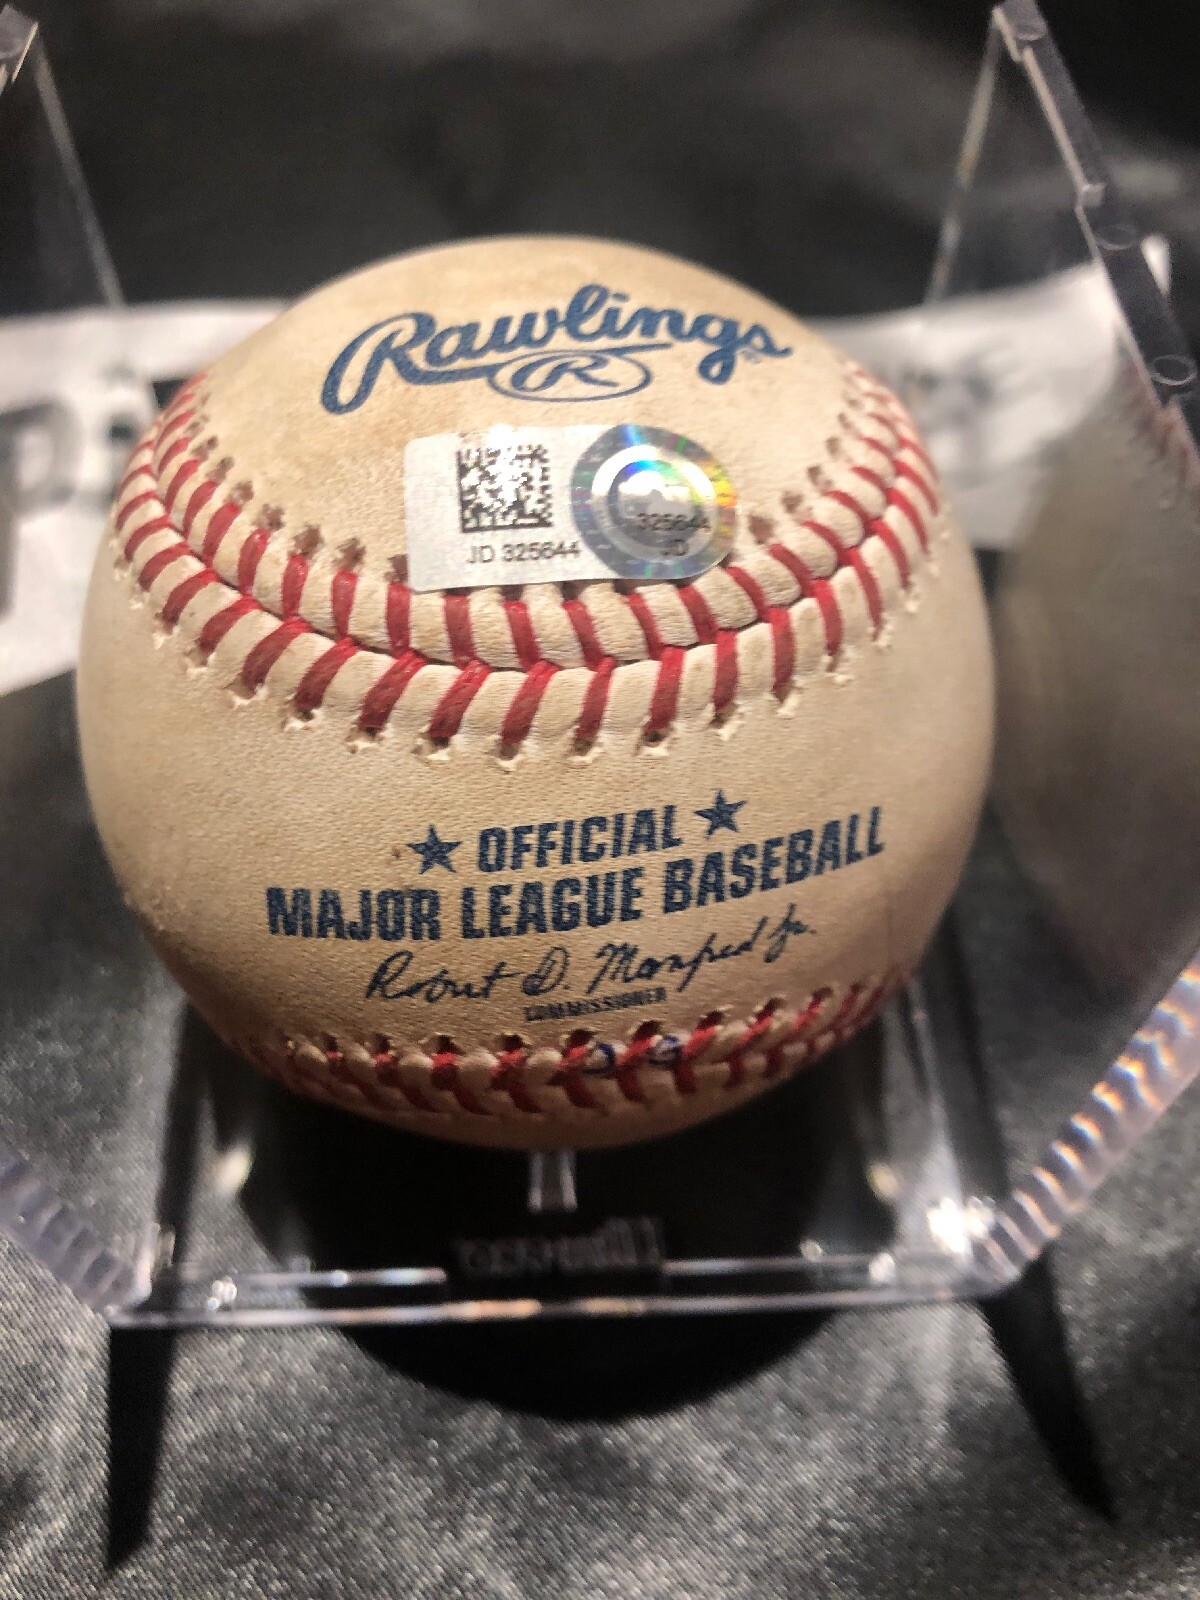 Rawlings
R
JD 325644
325644
JD
OFFICIAL
MAJOR LEAGUE BASEBALL
Robert D. Manfred Jr.
COMMISSIONER